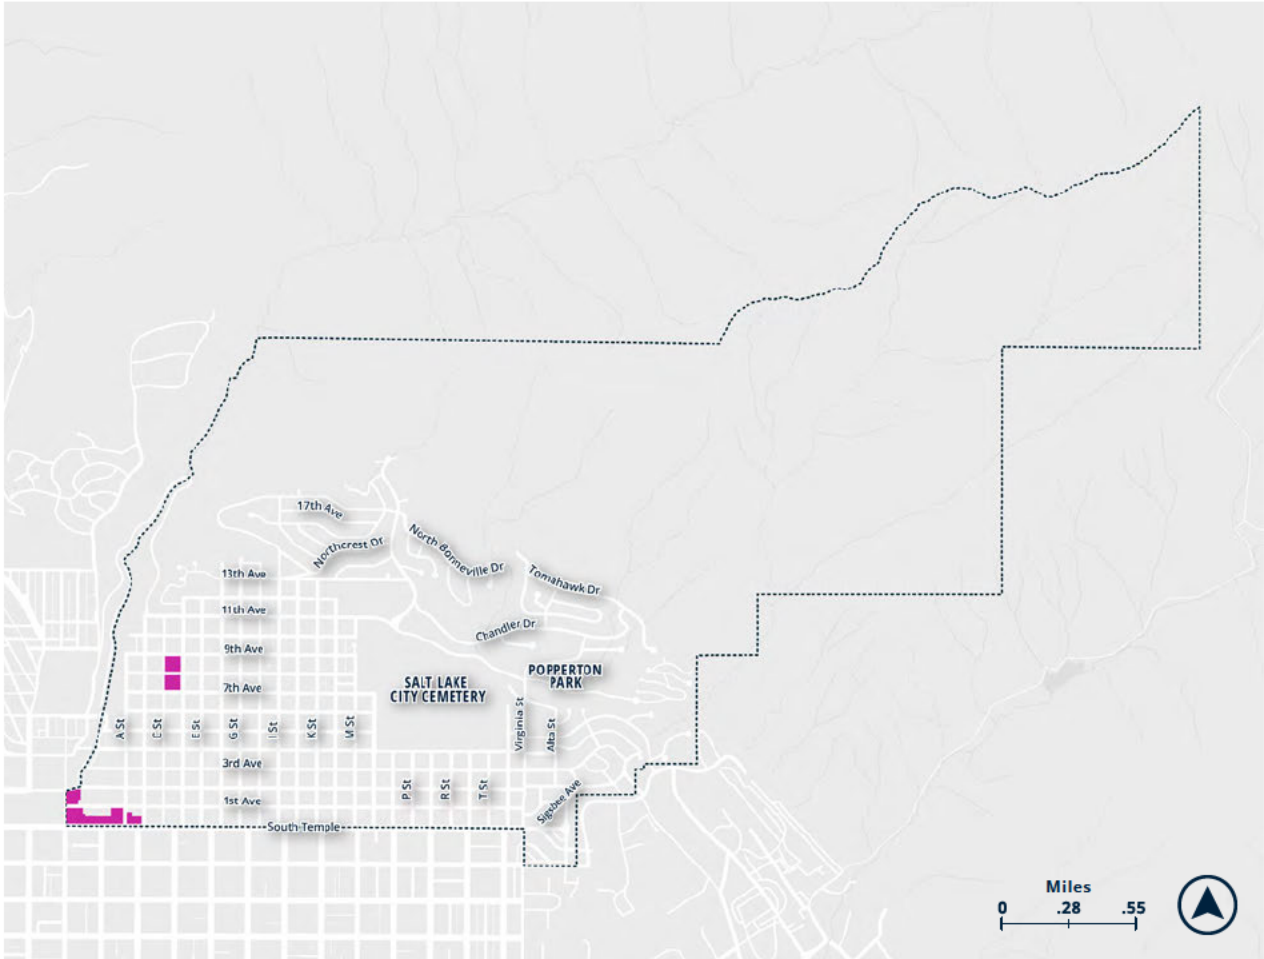 17th Ave
Northcrest Dr
North Bonneville Dr
13th Ave
Tomahawk Dr
11th Ave
Chandler Dr
9th Ave
POPPERTON
PARK
SALT LAKE
CITY CEMETERY
7th Ave
A St
C St
E St
G St
I St
K St
M St
Virginia St
Alta St
3rd Ave
P St
R St
T St
Sigsbee Ave
1st Ave
South Temple
Miles
0 .28 .55